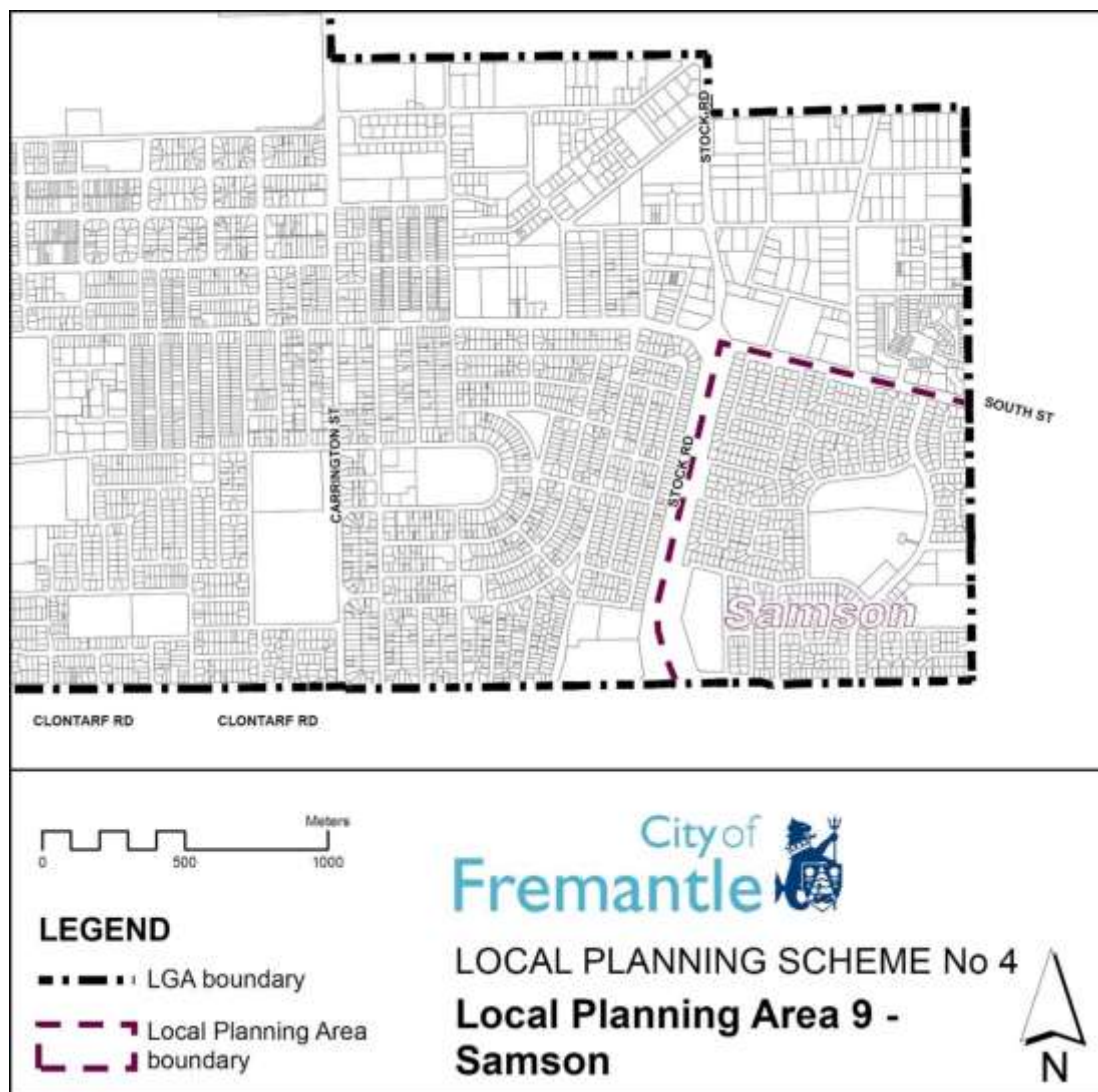 STOCK RD
SOUTH ST
CARRINGTON ST
STOCK RD
Samson
CLONTARF RD
CLONTARF RD
Meters
0 500 1000
City of
Fremantle
LEGEND
LGA boundary
Local Planning Area
boundary
LOCAL PLANNING SCHEME No 4
Local Planning Area 9 -
Samson
N